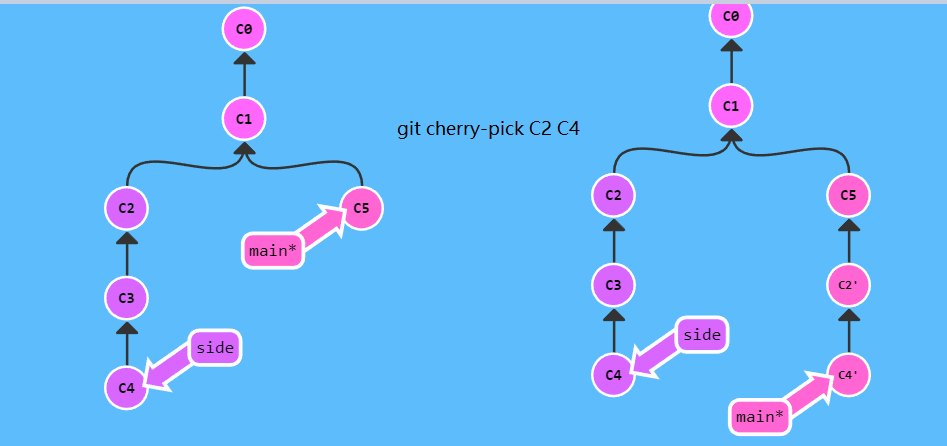 C0
C1
C2
C5
main*
C3
side
C4
git cherry-pick C2 C4
C0
C1
C2
C5
C3
C2'
side
C4
C4'
main*